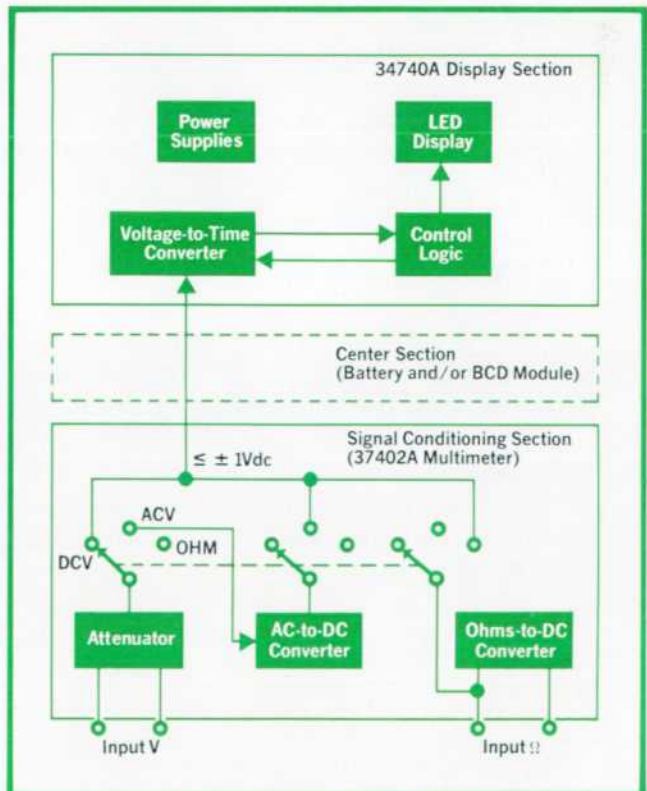 34740A Display Section
Power
Supplies
LED
Display
Voltage-to-Time
Converter
Control
Logic
Center Section
(Battery and/or BCD Module)
Signal Conditioning Section
(37402A Multimeter)
≤ ± 1Vdc
ACV
OHM
DCV
Attenuator
AC-to-DC
Converter
Ohms-to-DC
Converter
Input V
Input Ω